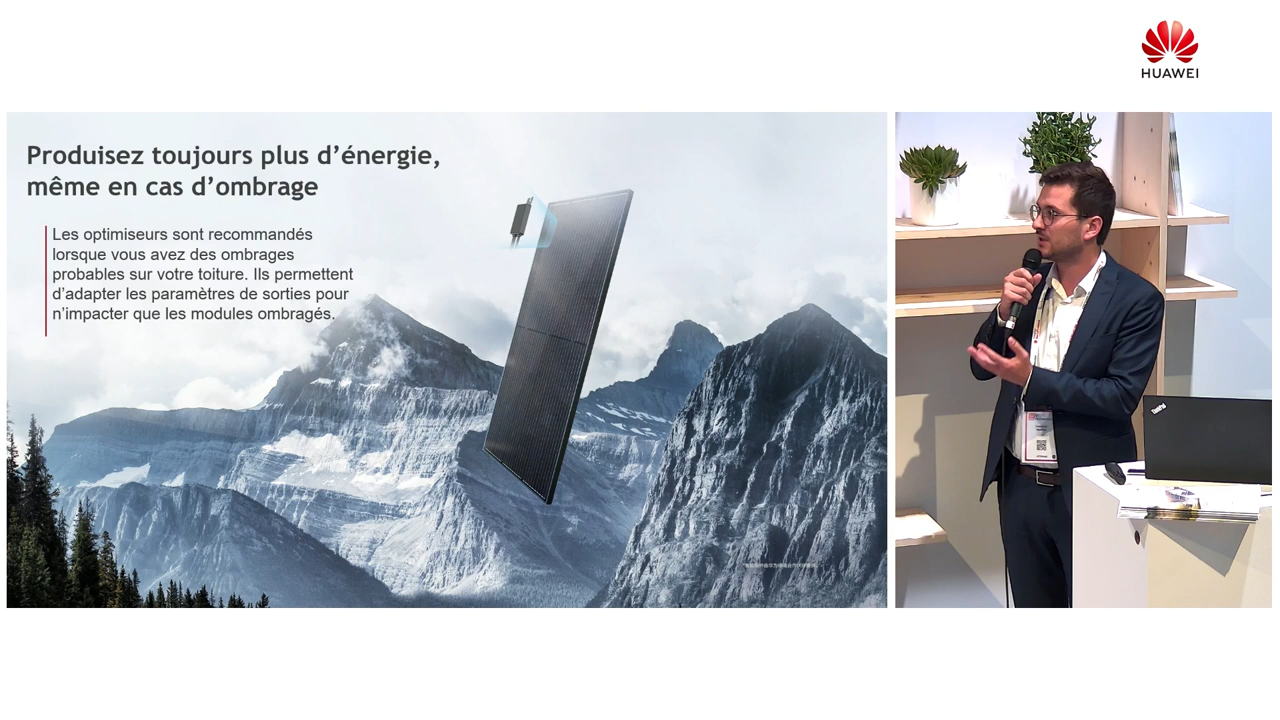 HUAWEI
Produisez toujours plus d’énergie,
même en cas d’ombrage
Les optimiseurs sont recommandés
lorsque vous avez des ombrages
probables sur votre toiture. Ils permettent
d’adapter les paramètres de sorties pour
n’impacter que les modules ombragés.
ThinkPad